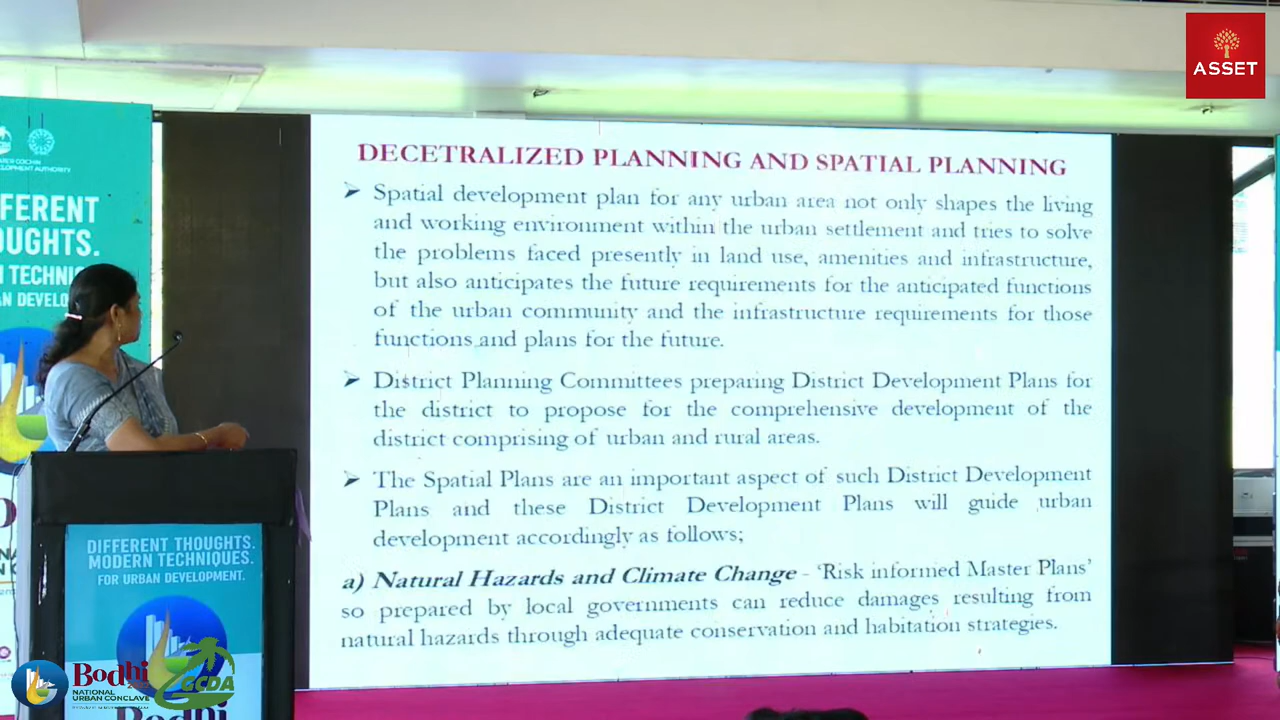 ASSET
DECETRALIZED PLANNING AND SPATIAL PLANNING
Spatial development plan for any urban area not only shapes the living
and working environment within the urban settlement and tries to solve
the problems faced presently in land use, amenities and infrastructure,
but also anticipates the future requirements for the anticipated functions
of the urban community and the infrastructure requirements for those
functions and plans for the future.
District Planning Committees preparing District Development Plans for
the district to propose for the comprehensive development of the
district comprising of urban and rural areas.
The Spatial Plans are an important aspect of such District Development
Plans and these District Development Plans will guide urban
development accordingly as follows;
a) Natural Hazards and Climate Change - ‘Risk informed Master Plans’
so prepared by local governments can reduce damages resulting from
natural hazards through adequate conservation and habitation strategies.
COCHIN
AUTHORITY
FFERENT
OUGHTS.
AN DEVELO
DIFFERENT THOUGHTS.
MODERN TECHNIQUES.
FOR URBAN DEVELOPMENT.
Bodhi
NATIONAL
URBAN CONCLAVE
GCDA
Bodhi